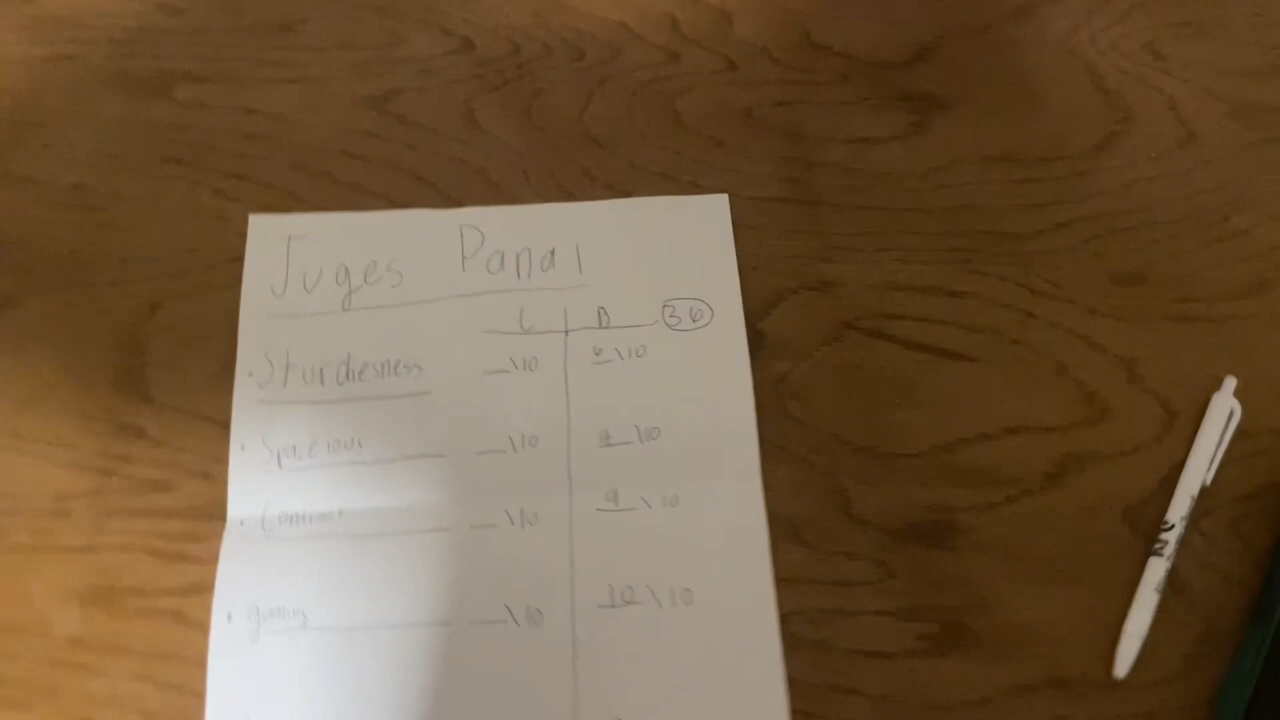 Juges Panal
C B 36
• Sturdiesness __\10 6\10
• Spacious __\10 \10
• Contrast __\10 9\10
• __\10 10\10